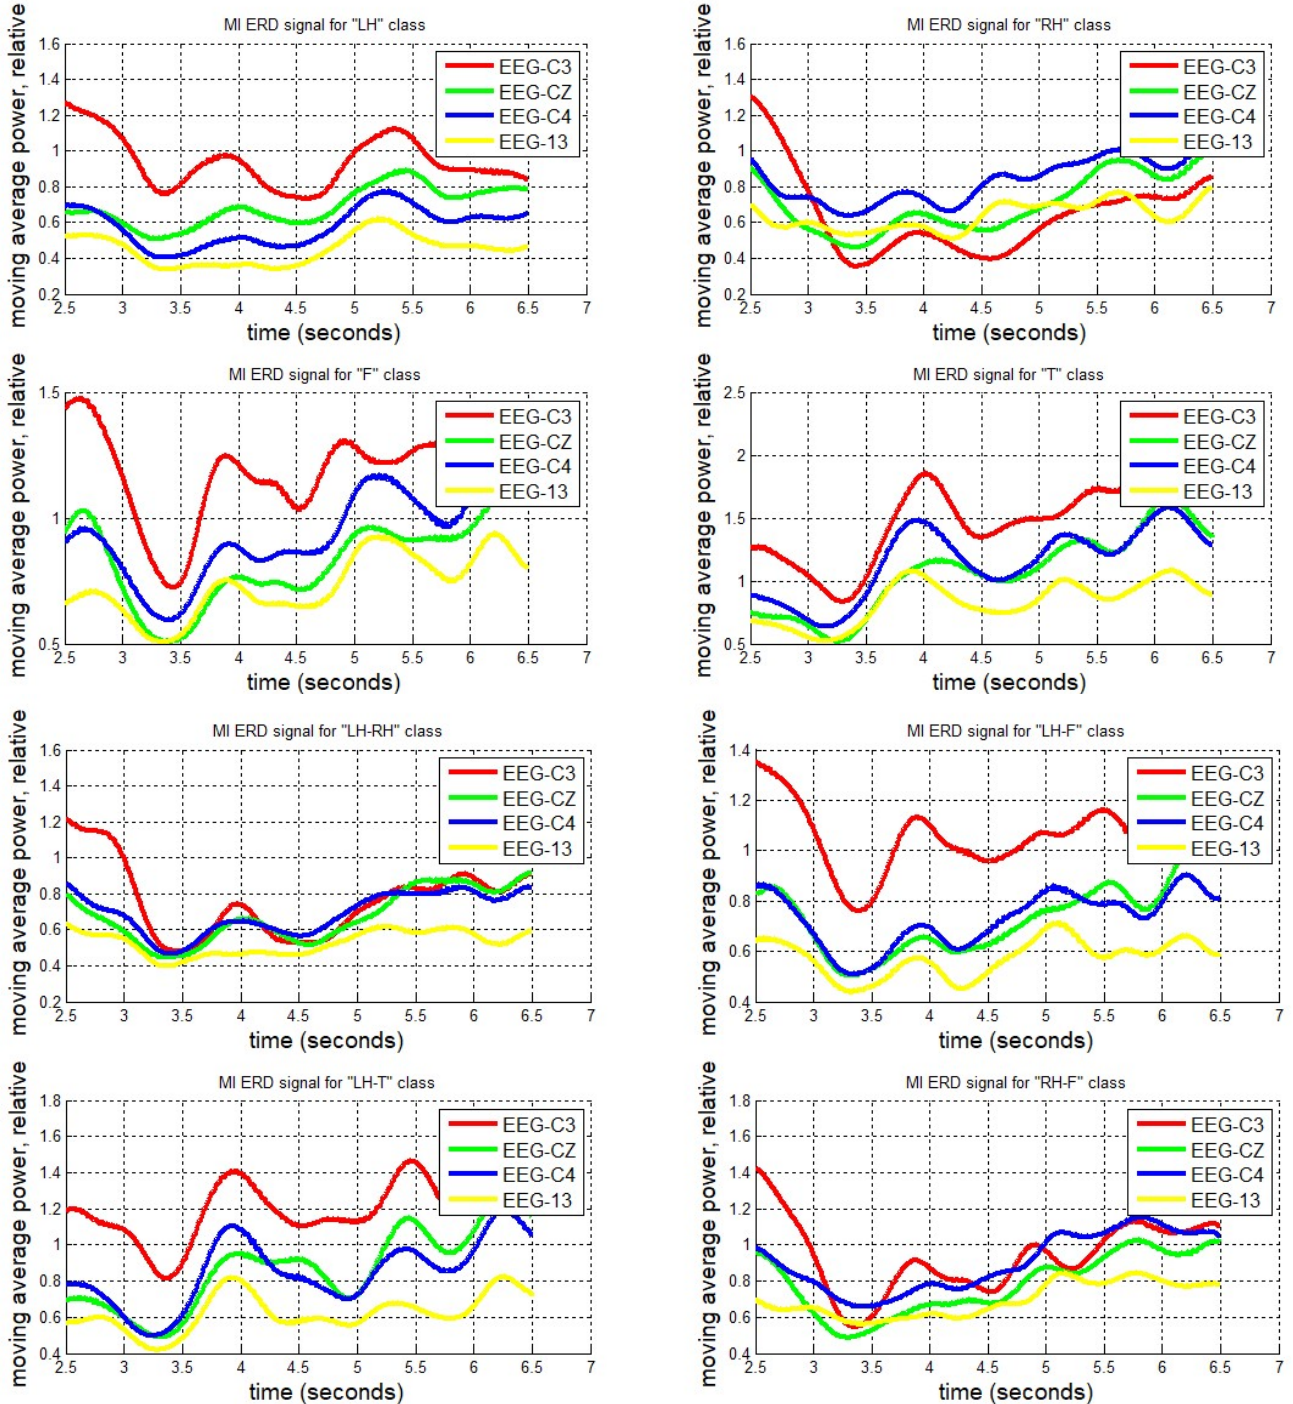 MI ERD signal for "LH" class
moving average power, relative
1.6
1.4
1.2
1
0.8
0.6
0.4
0.2
EEG-C3
EEG-CZ
EEG-C4
EEG-13
2.5 3 3.5 4 4.5 5 5.5 6 6.5 7
time (seconds)
MI ERD signal for "RH" class
moving average power, relative
1.6
1.4
1.2
1
0.8
0.6
0.4
0.2
EEG-C3
EEG-CZ
EEG-C4
EEG-13
2.5 3 3.5 4 4.5 5 5.5 6 6.5 7
time (seconds)
MI ERD signal for "F" class
moving average power, relative
1.5
1
0.5
EEG-C3
EEG-CZ
EEG-C4
EEG-13
2.5 3 3.5 4 4.5 5 5.5 6 6.5 7
time (seconds)
MI ERD signal for "T" class
moving average power, relative
2.5
2
1.5
1
0.5
EEG-C3
EEG-CZ
EEG-C4
EEG-13
2.5 3 3.5 4 4.5 5 5.5 6 6.5 7
time (seconds)
MI ERD signal for "LH-RH" class
moving average power, relative
1.6
1.4
1.2
1
0.8
0.6
0.4
0.2
EEG-C3
EEG-CZ
EEG-C4
EEG-13
2.5 3 3.5 4 4.5 5 5.5 6 6.5 7
time (seconds)
MI ERD signal for "LH-F" class
moving average power, relative
1.4
1.2
1
0.8
0.6
0.4
EEG-C3
EEG-CZ
EEG-C4
EEG-13
2.5 3 3.5 4 4.5 5 5.5 6 6.5 7
time (seconds)
MI ERD signal for "LH-T" class
moving average power, relative
1.8
1.6
1.4
1.2
1
0.8
0.6
0.4
EEG-C3
EEG-CZ
EEG-C4
EEG-13
2.5 3 3.5 4 4.5 5 5.5 6 6.5 7
time (seconds)
MI ERD signal for "RH-F" class
moving average power, relative
1.8
1.6
1.4
1.2
1
0.8
0.6
0.4
EEG-C3
EEG-CZ
EEG-C4
EEG-13
2.5 3 3.5 4 4.5 5 5.5 6 6.5 7
time (seconds)